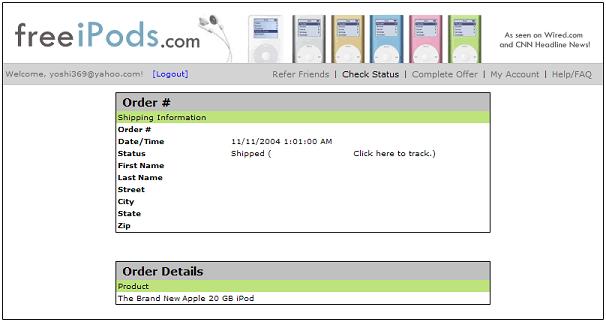 freeiPods.com
As seen on Wired.com
and CNN Headline News!
Welcome, yoshi369@yahoo.com! [Logout] Refer Friends | Check Status | Complete Offer | My Account | Help/FAQ
Order #
Shipping Information
Order #
Date/Time 11/11/2004 1:01:00 AM
Status Shipped ( Click here to track.)
First Name
Last Name
Street
City
State
Zip
Order Details
Product
The Brand New Apple 20 GB iPod